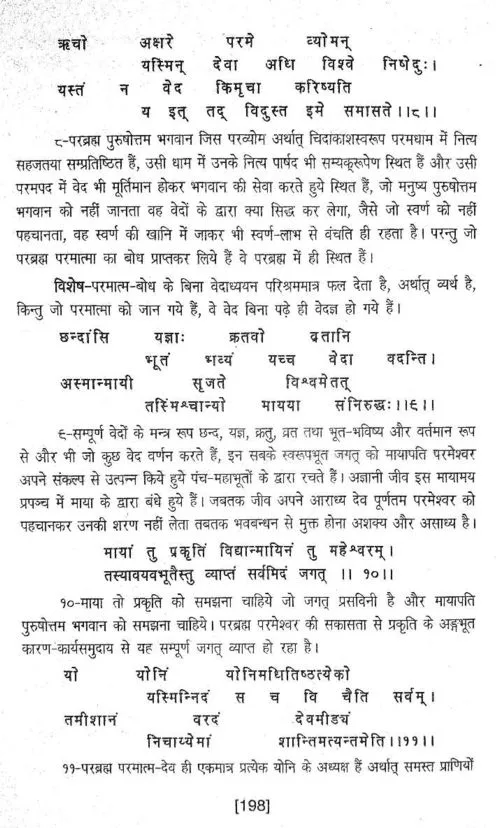 ऋचो अक्षरे परमे व्योमन्
यस्मिन् देवा अधि विश्वे निषेदुः।
यस्तं न वेद किमृचा करिष्यति
य इत् तद् विदुस्त इमे समासते।।८।।
८-परब्रह्म पुरुषोत्तम भगवान जिस परव्योम अर्थात् चिदाकाशस्वरूप परमधाम में नित्य
सहजतया सम्प्रतिष्ठित हैं, उसी धाम में उनके नित्य पार्षद भी सम्यक्‌रूपेण स्थित हैं और उसी
परमपद में वेद भी मूर्तिमान होकर भगवान की सेवा करते हुये स्थित हैं, जो मनुष्य पुरुषोत्तम
भगवान को नहीं जानता वह वेदों के द्वारा क्या सिद्ध कर लेगा, जैसे जो स्वर्ण को नहीं
पहचानता, वह स्वर्ण की खानि में जाकर भी स्वर्ण-लाभ से वंचति ही रहता है। परन्तु जो
परब्रह्म परमात्मा का बोध प्राप्तकर लिये हैं वे परब्रह्म में ही स्थित हैं।
विशेष-परमात्म-बोध के बिना वेदाध्ययन परिश्रममात्र फल देता है, अर्थात् व्यर्थ है,
किन्तु जो परमात्मा को जान गये हैं, वे वेद बिना पढ़े ही वेदज्ञ हो गये हैं।
छन्दांसि यज्ञाः क्रतवो व्रतानि
भूतं भव्यं यच्च वेदा वदन्ति।
अस्मान्मायी सृजते विश्वमेतत्
तस्मिंश्चान्यो मायया संनिरुद्धः।।९।।
९-सम्पूर्ण वेदों के मन्त्र रूप छन्द, यज्ञ, क्रतु, व्रत तथा भूत-भविष्य और वर्तमान रूप
से और भी जो कुछ वेद वर्णन करते हैं, इन सबके स्वरूपभूत जगत् को मायापति परमेश्वर
अपने संकल्प से उत्पन्न किये हुये पंच-महाभूतों के द्वारा रचते हैं। अज्ञानी जीव इस मायामय
प्रपञ्च में माया के द्वारा बंधे हुये हैं। जबतक जीव अपने आराध्य देव पूर्णतम परमेश्वर को
पहचानकर उनकी शरण नहीं लेता तबतक भवबन्धन से मुक्त होना अशक्य और असाध्य है।
मायां तु प्रकृतिं विद्यान्मायिनं तु महेश्वरम्।
तस्यावयवभूतैस्तु व्याप्तं सर्वमिदं जगत् ।। १०।।
१०-माया तो प्रकृति को समझना चाहिये जो जगत् प्रसविनी है और मायापति
पुरुषोत्तम भगवान को समझना चाहिये। परब्रह्म परमेश्वर की सकासता से प्रकृति के अङ्गभूत
कारण-कार्यसमुदाय से यह सम्पूर्ण जगत् व्याप्त हो रहा है।
यो योनिं योनिमधितिष्ठत्येको
यस्मिन्निदं स च वि चैति सर्वम्।
तमीशानं वरदं देवमीड्यं
निचाय्येमां शान्तिमत्यन्तमेति।।११।।
११-परब्रह्म परमात्म-देव ही एकमात्र प्रत्येक योनि के अध्यक्ष हैं अर्थात् समस्त प्राणियों
[198]